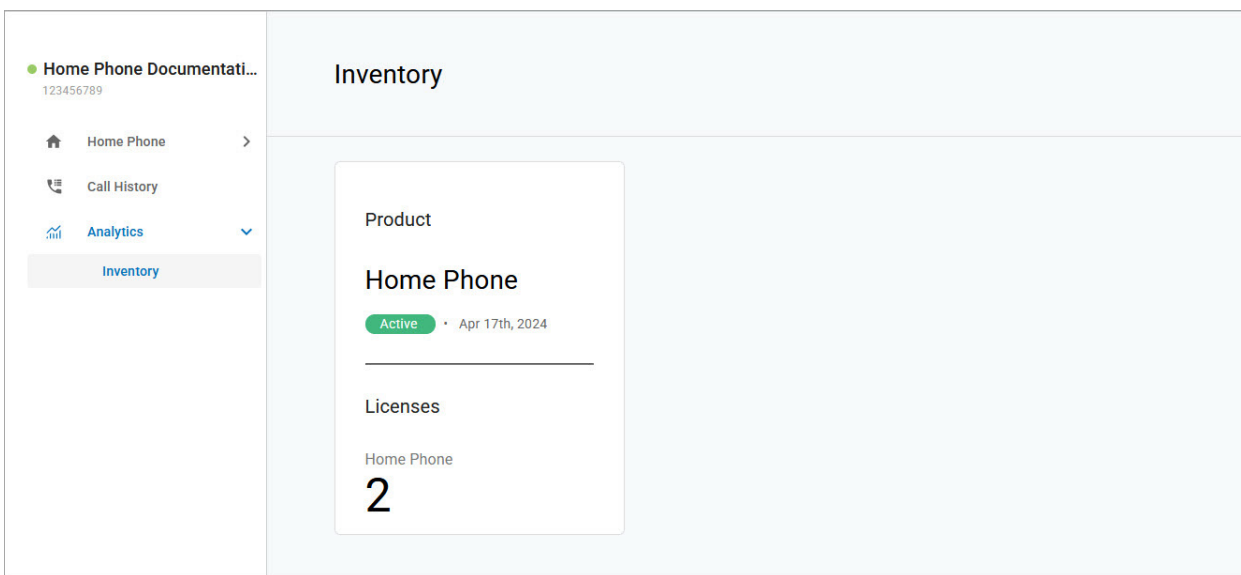 Home Phone Documentati...
123456789
Home Phone
Call History
Analytics
Inventory
Inventory
Product
Home Phone
Active • Apr 17th, 2024
Licenses
Home Phone
2